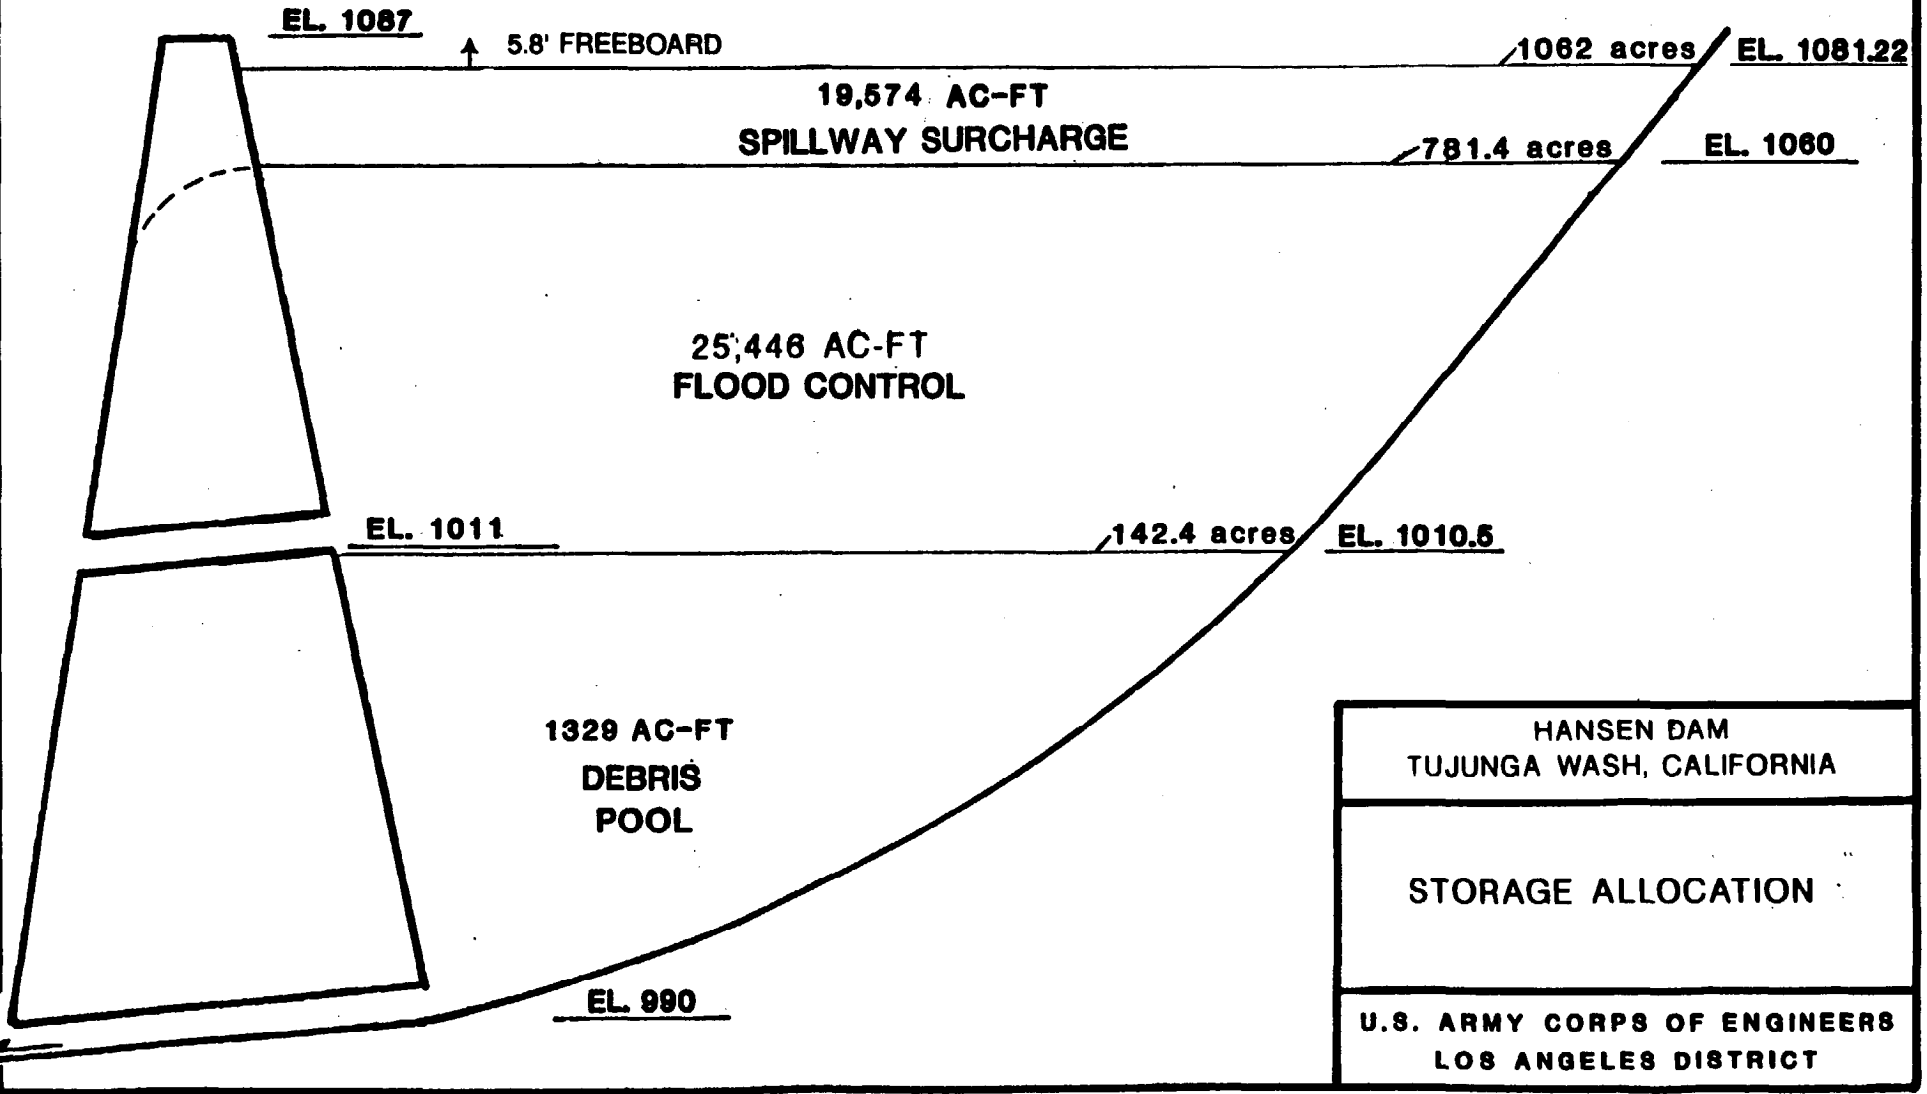 EL. 1087
5.8' FREEBOARD
1062 acres
EL. 1081.22
19,574 AC-FT
SPILLWAY SURCHARGE
781.4 acres
EL. 1060
25,446 AC-FT
FLOOD CONTROL
EL. 1011
142.4 acres
EL. 1010.5
1329 AC-FT
DEBRIS
POOL
EL. 990
HANSEN DAM
TUJUNGA WASH, CALIFORNIA
STORAGE ALLOCATION
U.S. ARMY CORPS OF ENGINEERS
LOS ANGELES DISTRICT